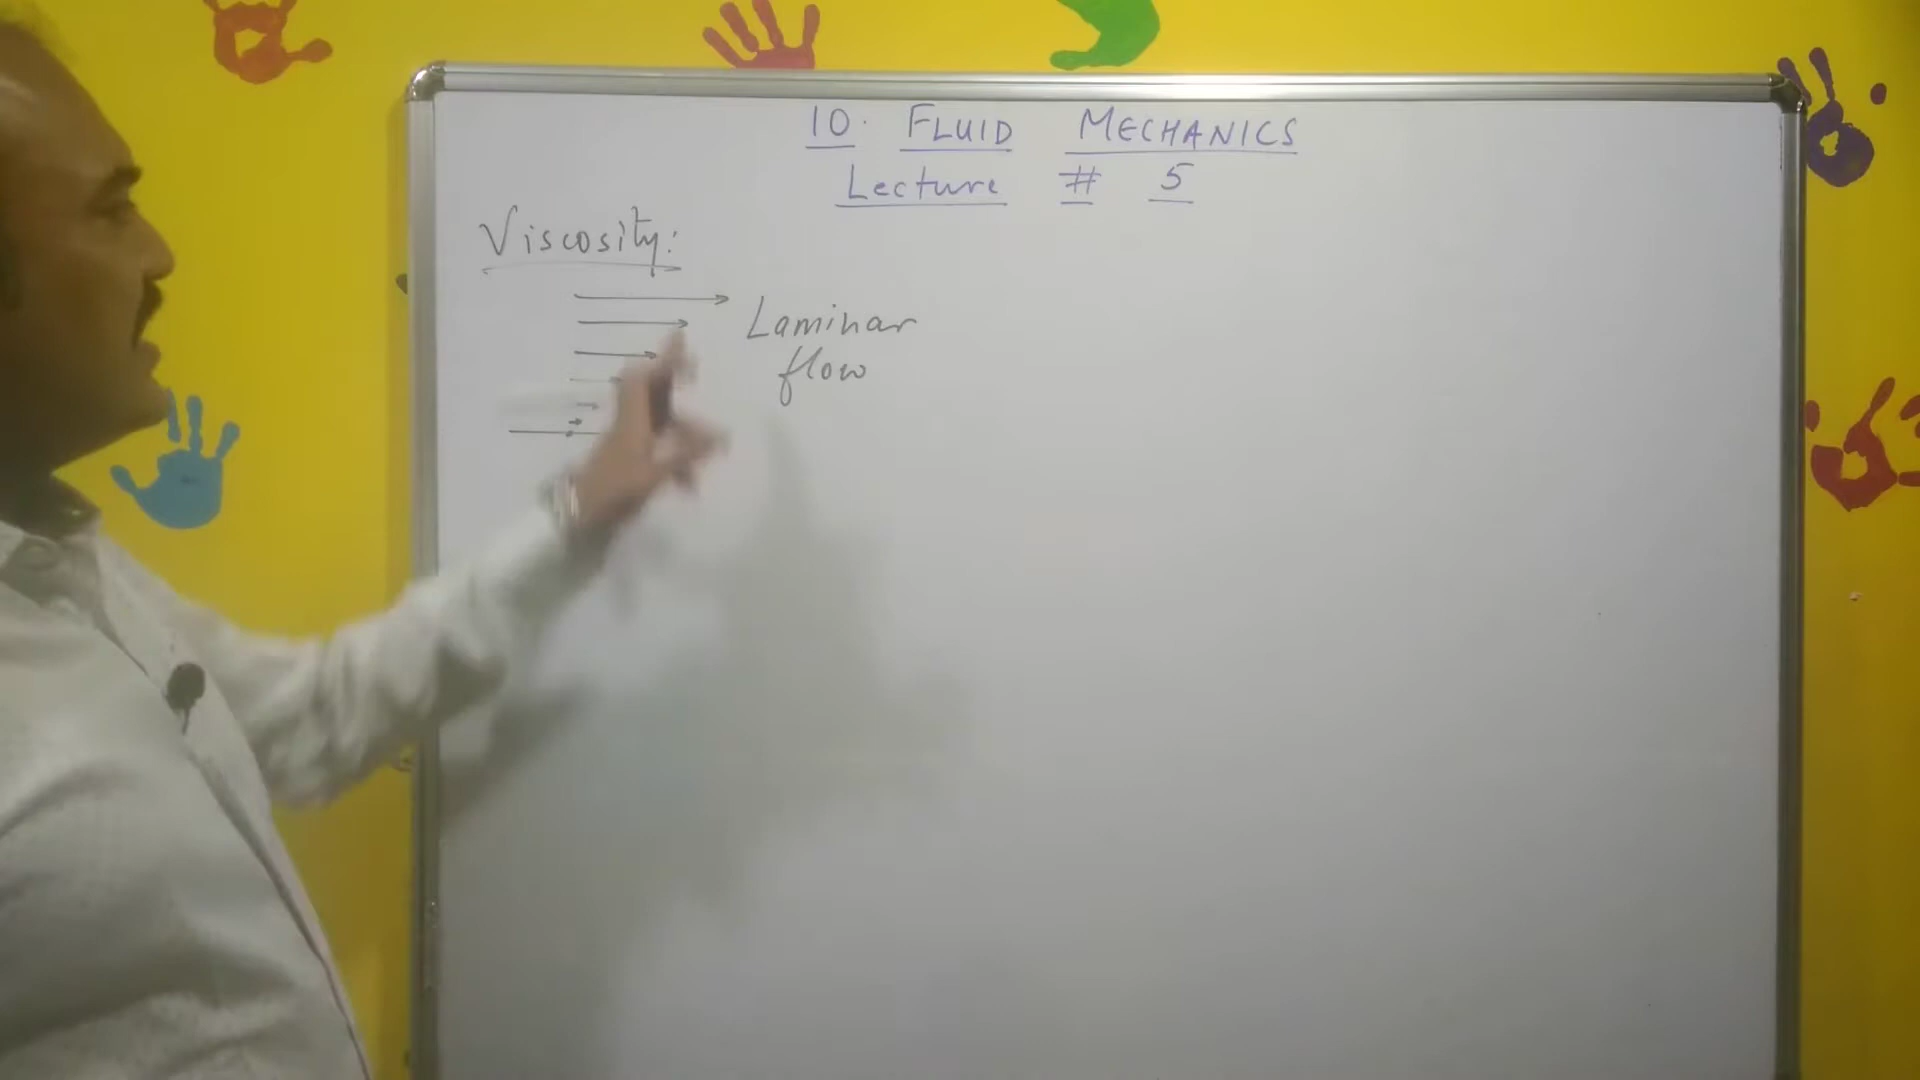 10. FLUID MECHANICS
Lecture # 5
Viscosity:
Laminar
flow